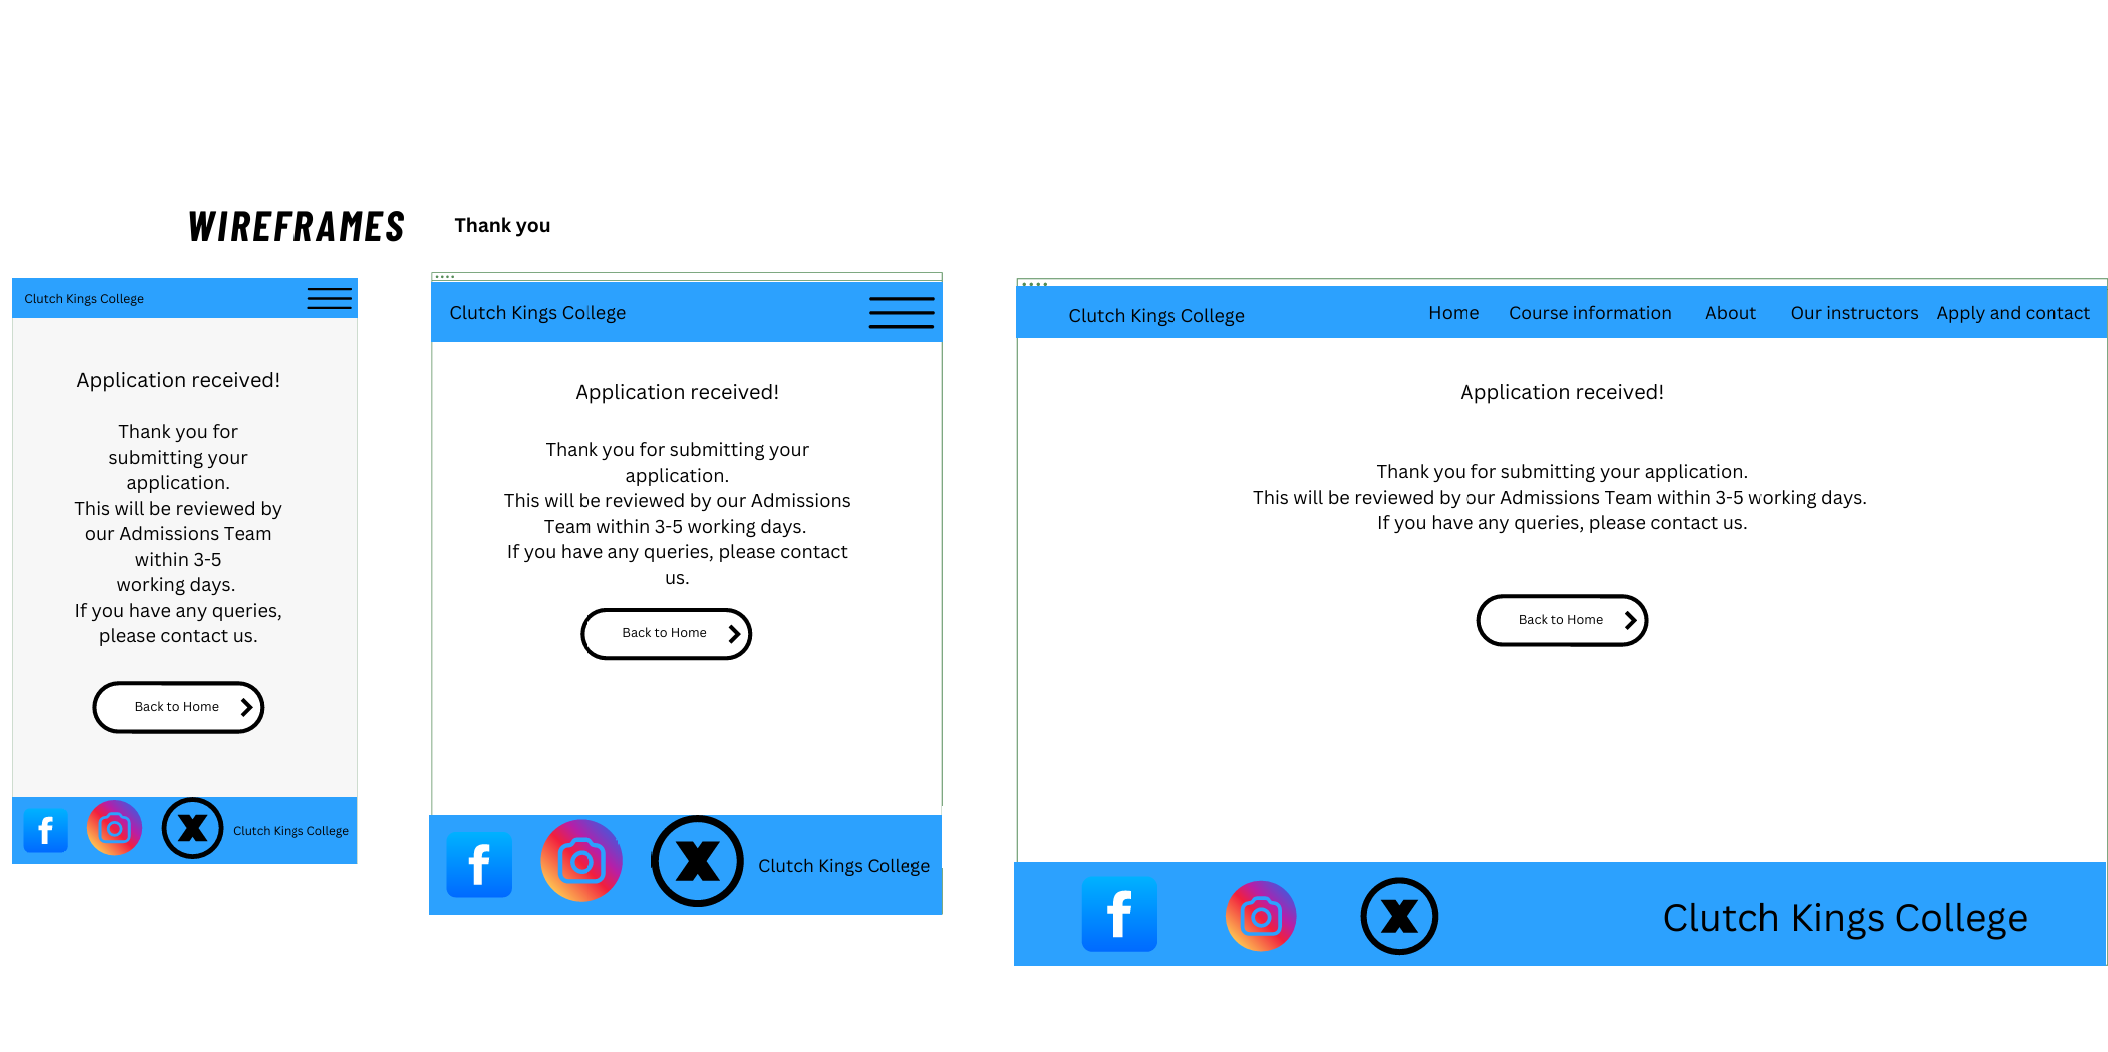 WIREFRAMES
Thank you
Clutch Kings College
Application received!
Thank you for
submitting your
application.
This will be reviewed by
our Admissions Team
within 3-5
working days.
If you have any queries,
please contact us.
Back to Home
f
X
Clutch Kings College
Clutch Kings College
Application received!
Thank you for submitting your
application.
This will be reviewed by our Admissions
Team within 3-5 working days.
If you have any queries, please contact
us.
Back to Home
f
X
Clutch Kings College
Clutch Kings College
Home Course information About Our instructors Apply and contact
Application received!
Thank you for submitting your application.
This will be reviewed by our Admissions Team within 3-5 working days.
If you have any queries, please contact us.
Back to Home
f
X
Clutch Kings College